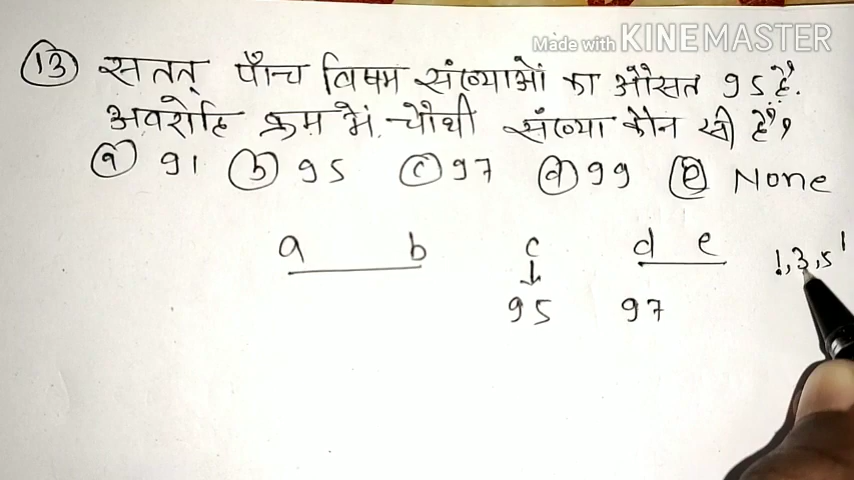 Made with KINEMASTER
(13) सतत् पाँच विषम संख्याओं का औसत 95 है.
अवरोहि क्रम में. चौथी संख्या कौन सी हैं?
(a) 91 (b) 95 (c) 97 (d) 99 (e) None
a b c d e 1,3,5
95 97